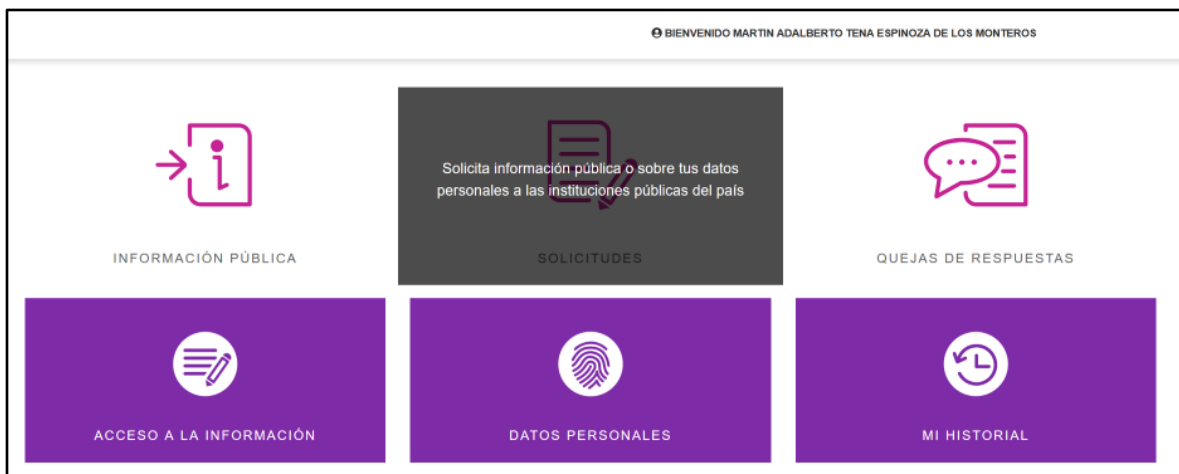 BIENVENIDO MARTIN ADALBERTO TENA ESPINOZA DE LOS MONTEROS
Solicita información pública o sobre tus datos
personales a las instituciones públicas del país
INFORMACIÓN PÚBLICA
SOLICITUDES
QUEJAS DE RESPUESTAS
ACCESO A LA INFORMACIÓN
DATOS PERSONALES
MI HISTORIAL